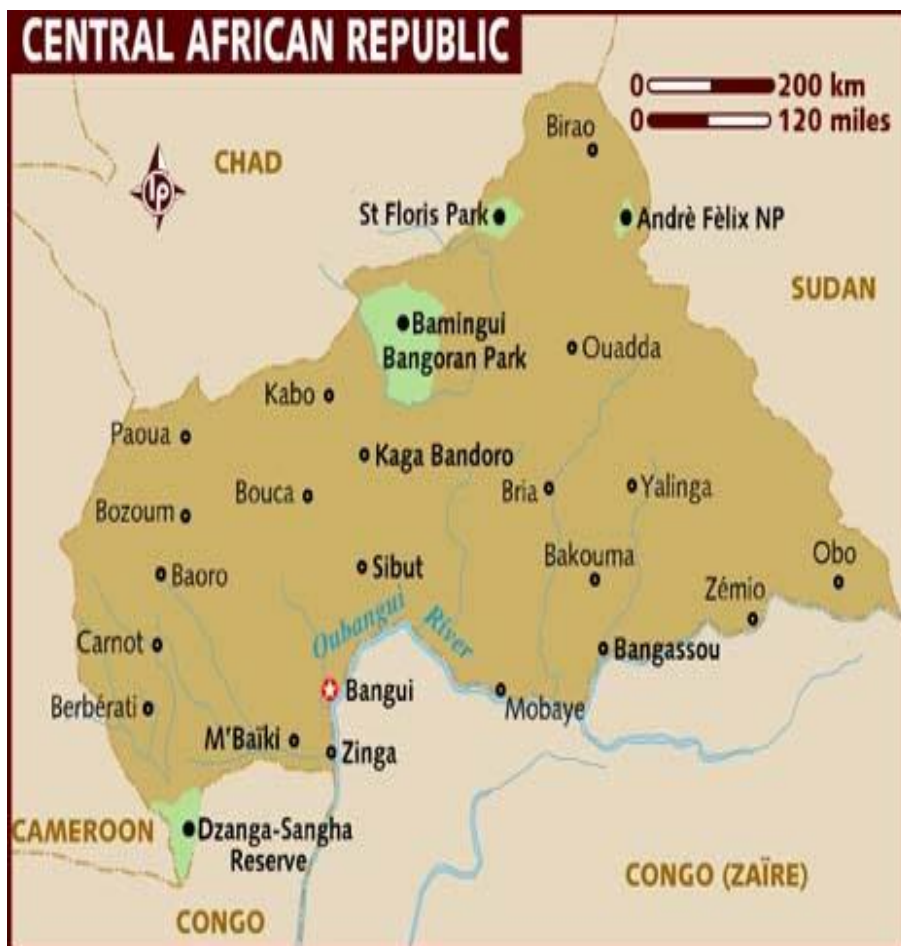 CENTRAL AFRICAN REPUBLIC
0 200 km
0 120 miles
Birao
CHAD
lp
St Floris Park
Andrè Fèlix NP
SUDAN
Bamingui
Bangoran Park
Ouadda
Kabo
Paoua
Kaga Bandoro
Bouca
Bria
Yalinga
Bozoum
Obo
Bakouma
Sibut
Baoro
Zémio
Oubangui River
Carnot
Bangassou
Bangui
Berbérati
Mobaye
M'Baïki
Zinga
CAMEROON
Dzanga-Sangha
Reserve
CONGO (ZAÏRE)
CONGO